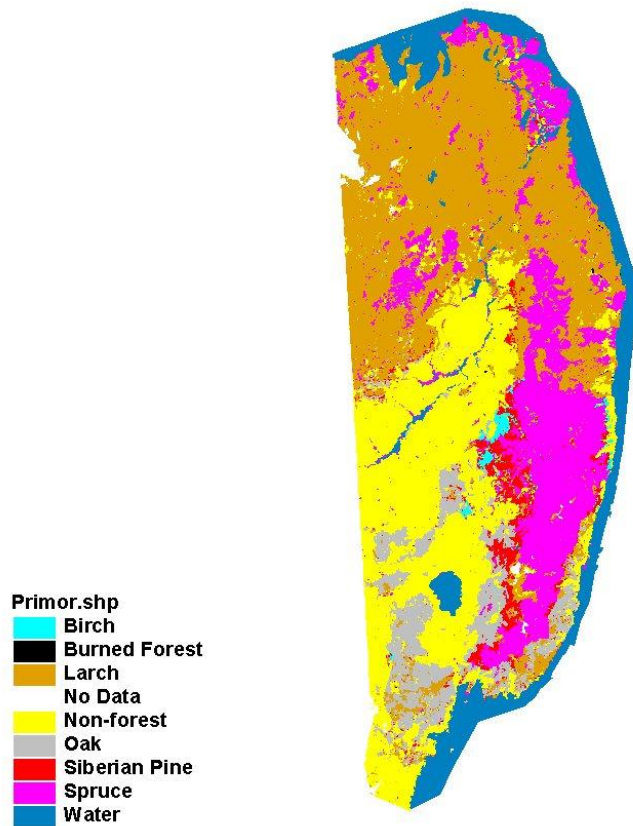 Primor.shp
Birch
Burned Forest
Larch
No Data
Non-forest
Oak
Siberian Pine
Spruce
Water